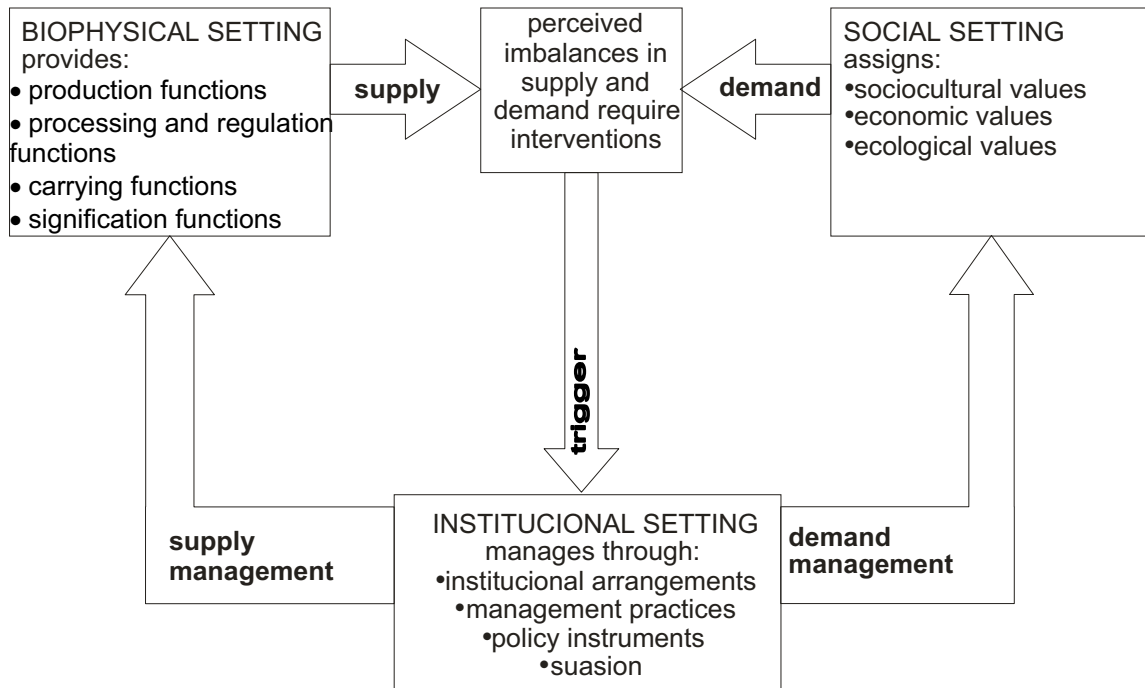 BIOPHYSICAL SETTING
provides:
• production functions
• processing and regulation
functions
• carrying functions
• signification functions
supply
perceived
imbalances in
supply and
demand require
interventions
demand
SOCIAL SETTING
assigns:
•sociocultural values
•economic values
•ecological values
trigger
supply
management
INSTITUCIONAL SETTING
manages through:
•institucional arrangements
•management practices
•policy instruments
•suasion
demand
management